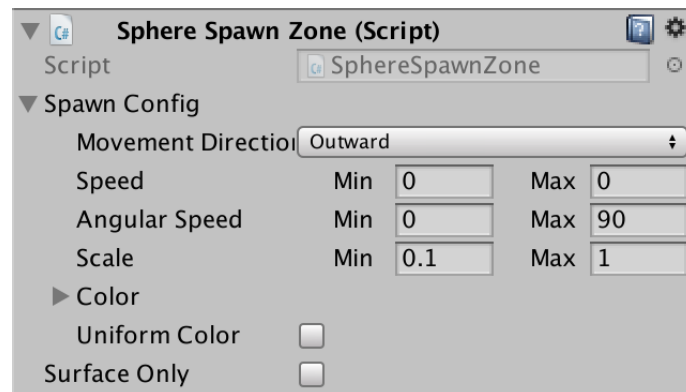 C# Sphere Spawn Zone (Script) ?
Script C# SphereSpawnZone
Spawn Config
Movement Direction Outward
Speed Min 0 Max 0
Angular Speed Min 0 Max 90
Scale Min 0.1 Max 1
Color
Uniform Color
Surface Only